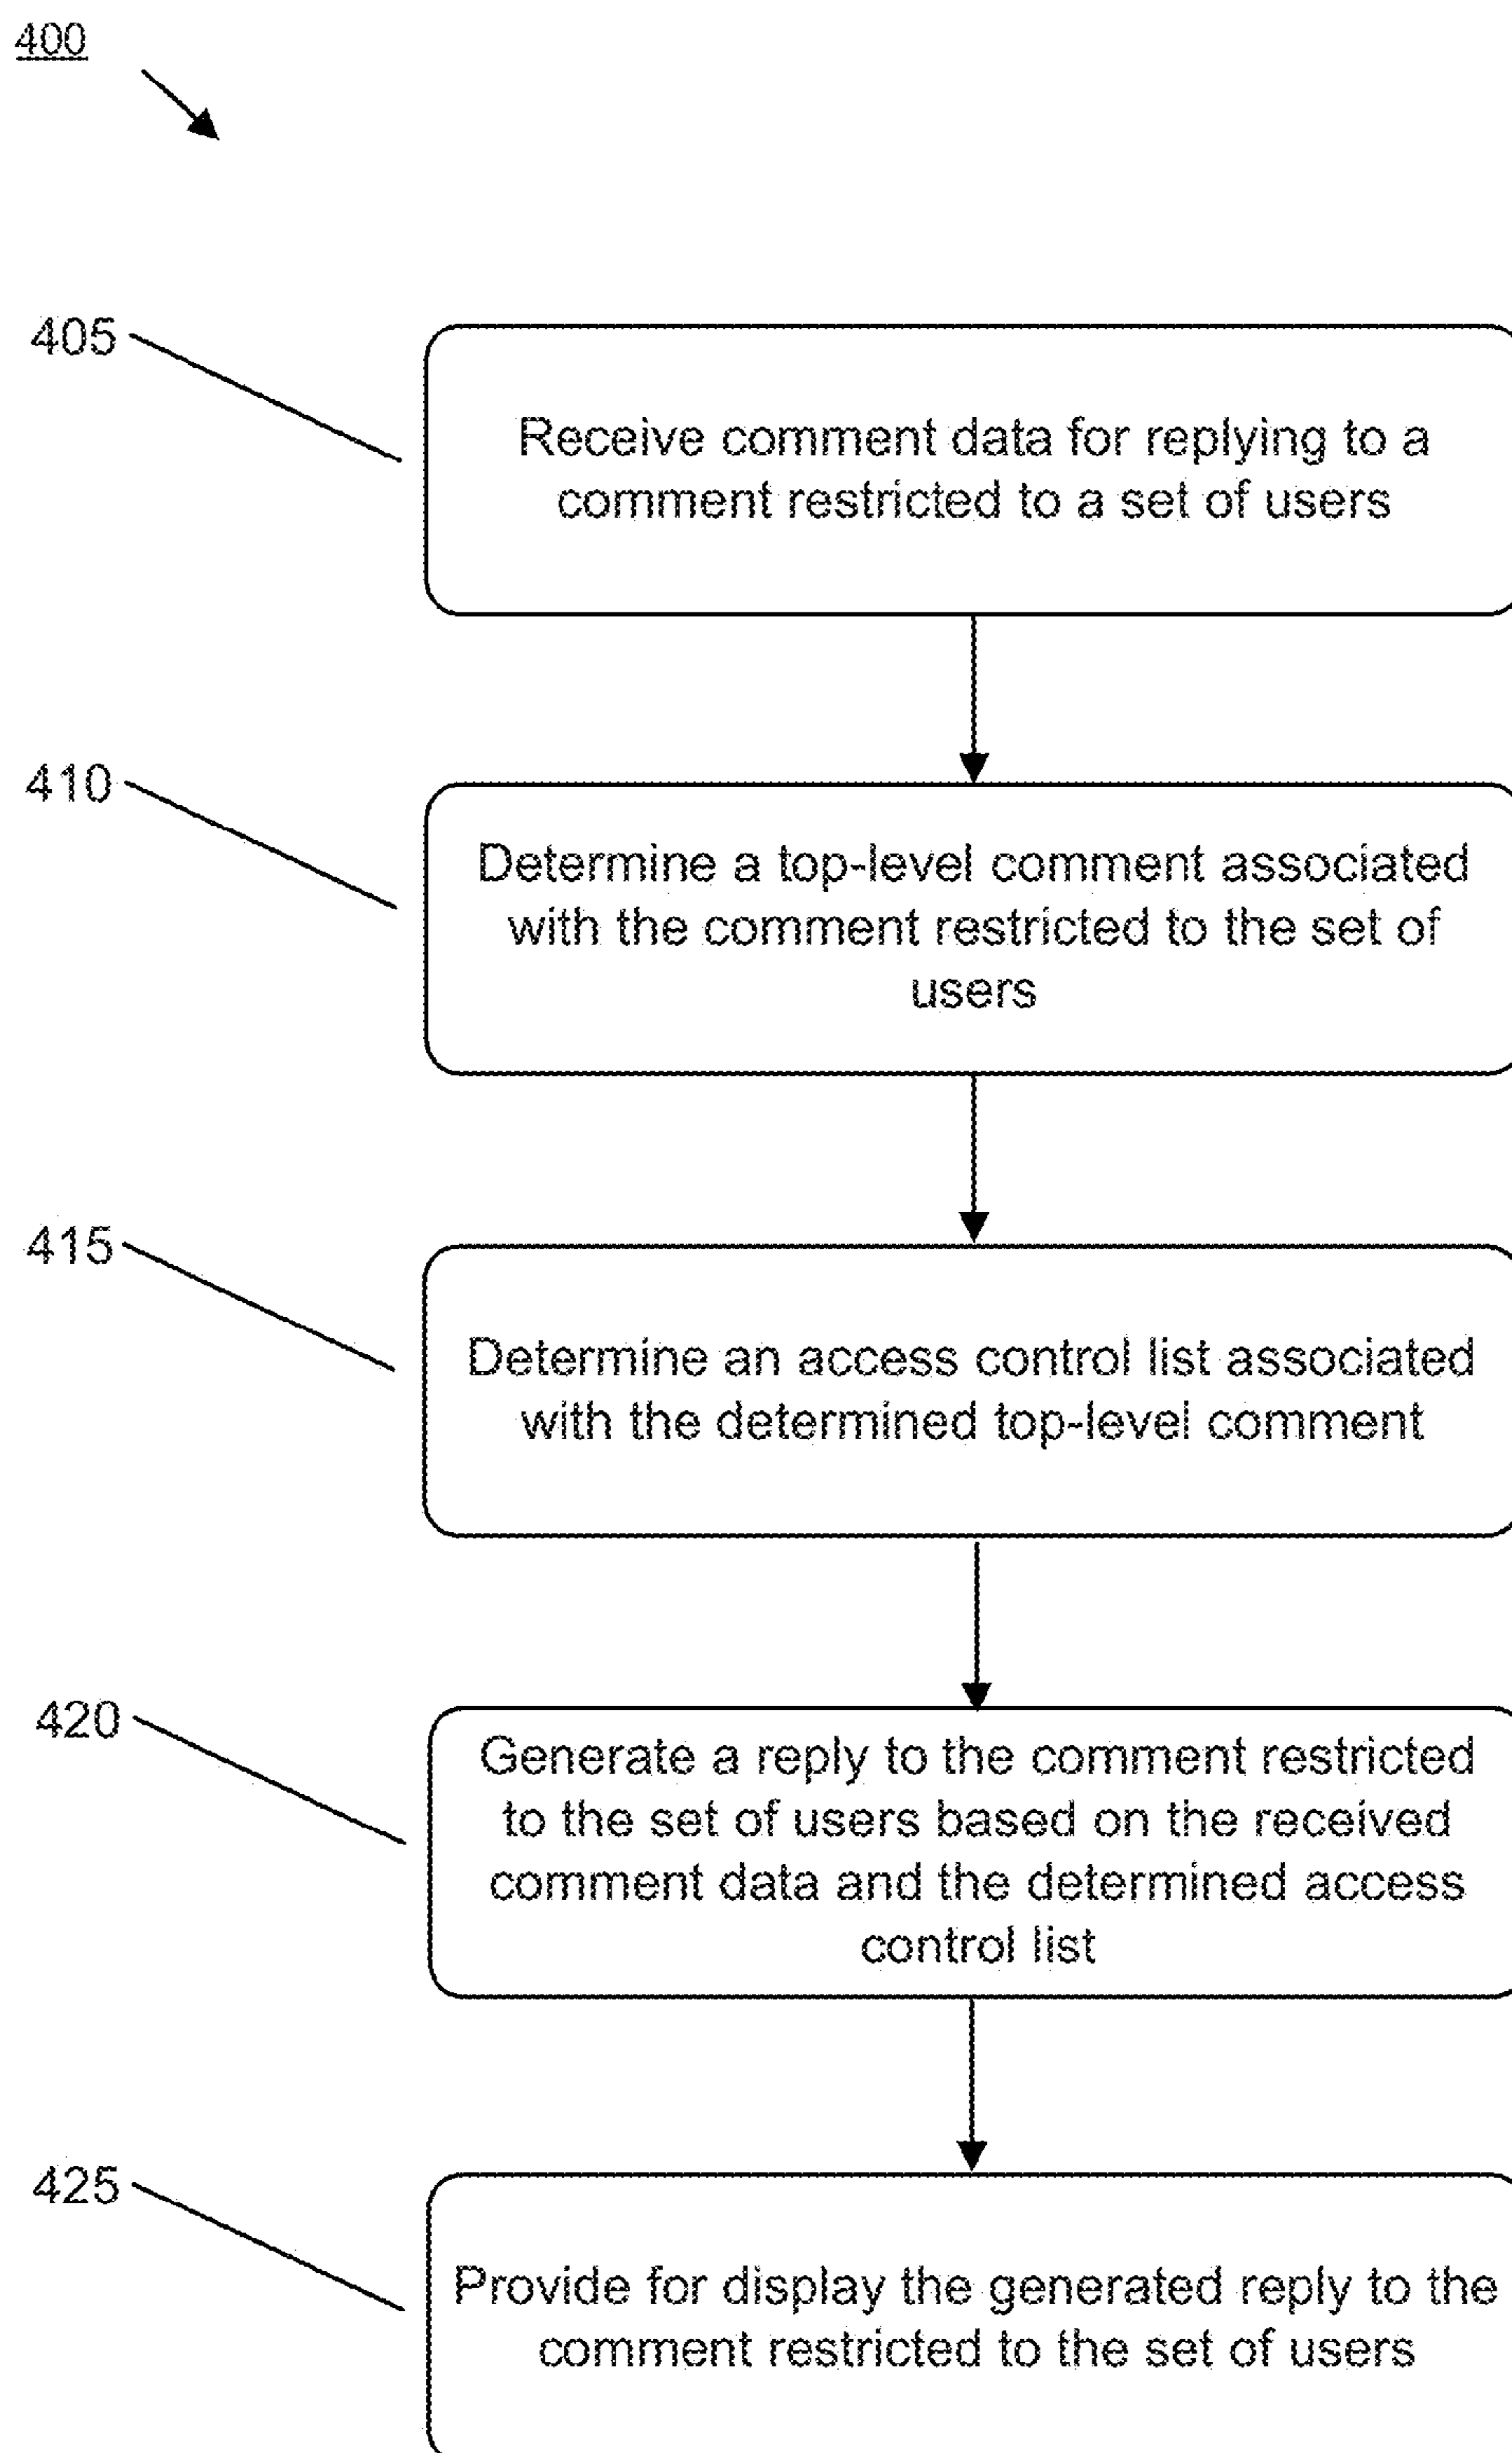 400
405
Receive comment data for replying to a
comment restricted to a set of users
410
Determine a top-level comment associated
with the comment restricted to the set of
users
415
Determine an access control list associated
with the determined top-level comment
420
Generate a reply to the comment restricted
to the set of users based on the received
comment data and the determined access
control list
425
Provide for display the generated reply to the
comment restricted to the set of users